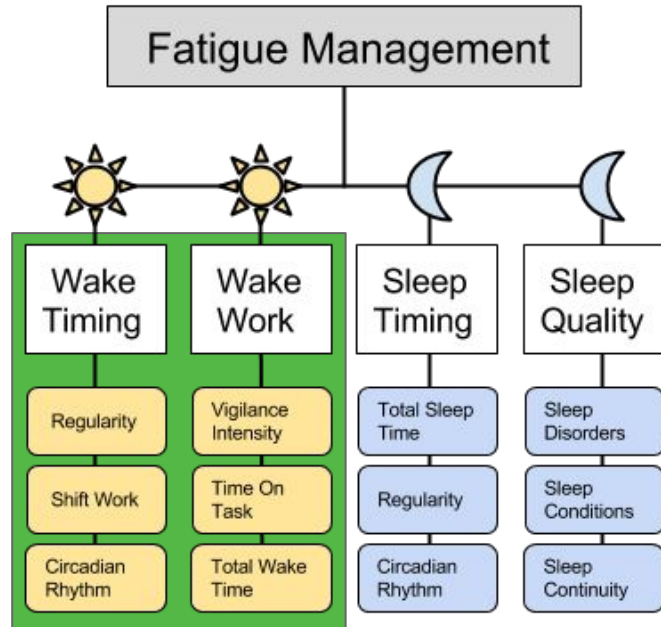 Fatigue Management
Wake
Timing
Wake
Work
Sleep
Timing
Sleep
Quality
Regularity
Vigilance
Intensity
Total Sleep
Time
Sleep
Disorders
Shift Work
Time On
Task
Regularity
Sleep
Conditions
Circadian
Rhythm
Total Wake
Time
Circadian
Rhythm
Sleep
Continuity